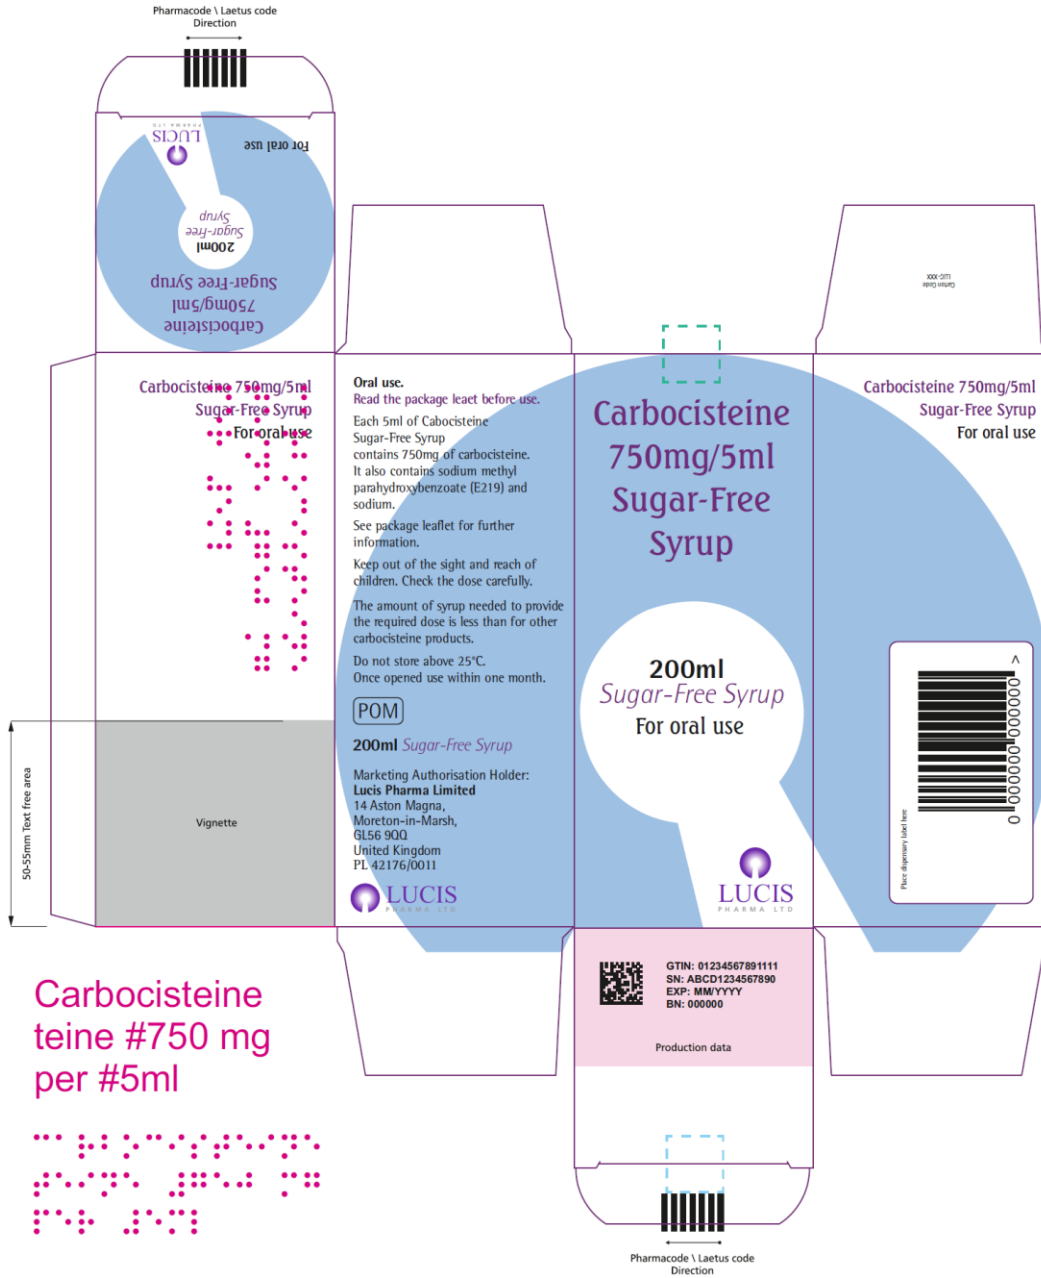 Pharmacode \ Laetus code
Direction
LUCIS
PHARMA LTD
For oral use
200ml
Sugar-Free
Syrup
Carbocisteine
750mg/5ml
Sugar-Free Syrup
Carton Code
LUC-XXX
Carbocisteine 750mg/5ml
Sugar-Free Syrup
For oral use
Oral use.
Read the package leaet before use.
Each 5ml of Cabocisteine
Sugar-Free Syrup
contains 750mg of carbocisteine.
It also contains sodium methyl
parahydroxybenzoate (E219) and
sodium.
See package leaflet for further
information.
Keep out of the sight and reach of
children. Check the dose carefully.
The amount of syrup needed to provide
the required dose is less than for other
carbocisteine products.
Do not store above 25°C.
Once opened use within one month.
POM
200ml Sugar-Free Syrup
Marketing Authorisation Holder:
Lucis Pharma Limited
14 Aston Magna,
Moreton-in-Marsh,
GL56 9QQ
United Kingdom
PL 42176/0011
LUCIS
PHARMA LTD
Carbocisteine
750mg/5ml
Sugar-Free
Syrup
200ml
Sugar-Free Syrup
For oral use
LUCIS
PHARMA LTD
Carbocisteine 750mg/5ml
Sugar-Free Syrup
For oral use
Place dispensary label here
0 000000 000000 >
50-55mm Text free area
Vignette
GTIN: 01234567891111
SN: ABCD1234567890
EXP: MM/YYYY
BN: 000000
Production data
Carbocisteine
teine #750 mg
per #5ml
Pharmacode \ Laetus code
Direction